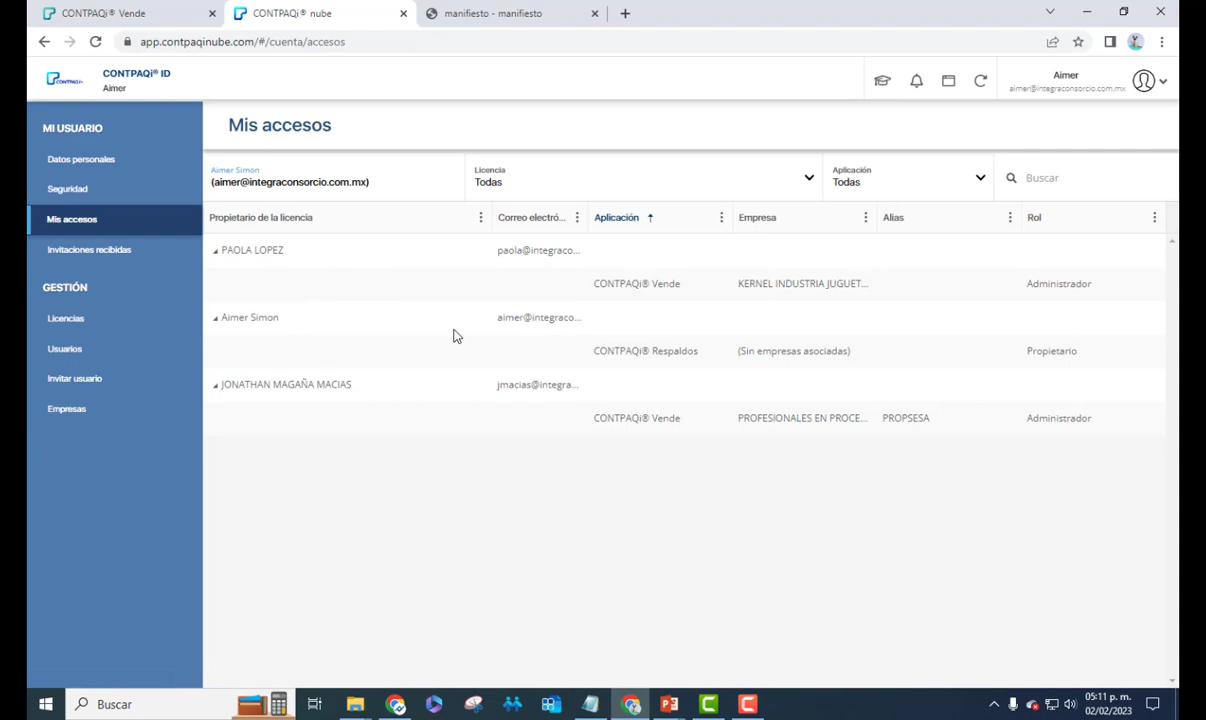 CONTPAQi® Vende
CONTPAQi® nube
manifiesto - manifiesto
app.contpaqinube.com/#/cuenta/accesos
CONTPAQi
CONTPAQi® ID
Aimer
Aimer
aimer@integraconsorcio.com.mx
MI USUARIO
Datos personales
Seguridad
Mis accesos
Invitaciones recibidas
GESTIÓN
Licencias
Usuarios
Invitar usuario
Empresas
Mis accesos
Aimer Simon
(aimer@integraconsorcio.com.mx)
Licencia
Todas
Aplicación
Todas
Buscar
Propietario de la licencia Correo electró... Aplicación Empresa Alias Rol
PAOLA LOPEZ paola@integraco...
CONTPAQi® Vende KERNEL INDUSTRIA JUGUET... Administrador
Aimer Simon aimer@integraco...
CONTPAQi® Respaldos (Sin empresas asociadas) Propietario
JONATHAN MAGAÑA MACIAS jmacias@integra...
CONTPAQi® Vende PROFESIONALES EN PROCE... PROPSESA Administrador
Buscar
05:11 p. m.
02/02/2023